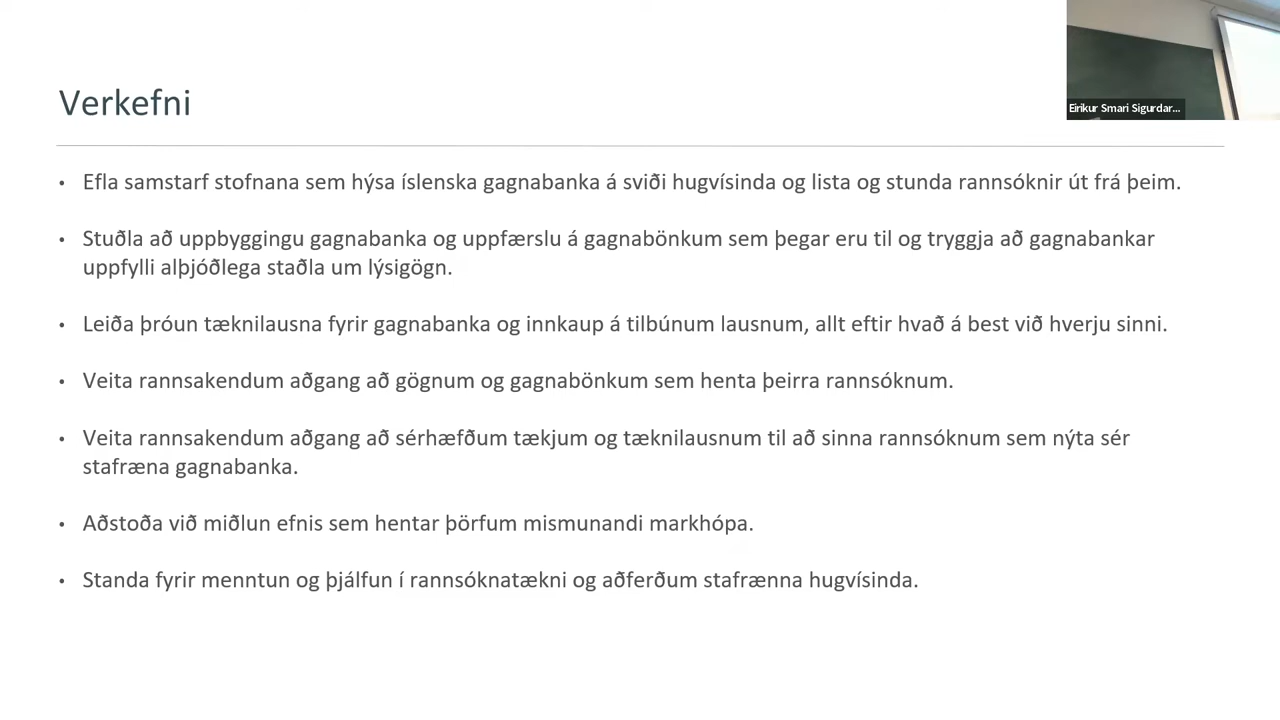 Verkefni
Eirikur Smari Sigurdar...
• Efla samstarf stofnana sem hýsa íslenska gagnabanka á sviði hugvísinda og lista og stunda rannsóknir út frá þeim.
• Stuðla að uppbyggingu gagnabanka og uppfærslu á gagnabönkum sem þegar eru til og tryggja að gagnabankar
uppfylli alþjóðlega staðla um lýsigögn.
• Leiða þróun tæknilausna fyrir gagnabanka og innkaup á tilbúnum lausnum, allt eftir hvað á best við hverju sinni.
• Veita rannsakendum aðgang að gögnum og gagnabönkum sem henta þeirra rannsóknum.
• Veita rannsakendum aðgang að sérhæfðum tækjum og tæknilausnum til að sinna rannsóknum sem nýta sér
stafræna gagnabanka.
• Aðstoða við miðlun efnis sem hentar þörfum mismunandi markhópa.
• Standa fyrir menntun og þjálfun í rannsóknatækni og aðferðum stafrænna hugvísinda.